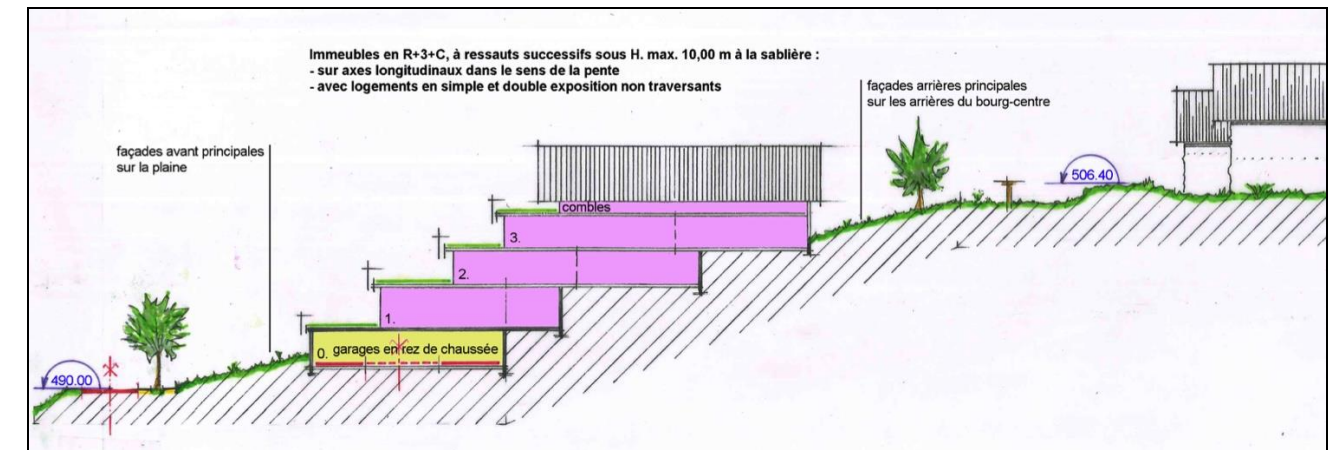 Immeubles en R+3+C, à ressauts successifs sous H. max. 10,00 m à la sablière :
- sur axes longitudinaux dans le sens de la pente
- avec logements en simple et double exposition non traversants
façades arrières principales
sur les arrières du bourg-centre
façades avant principales
sur la plaine
506.40
combles
3.
2.
1.
0. garages en rez de chaussée
490.00